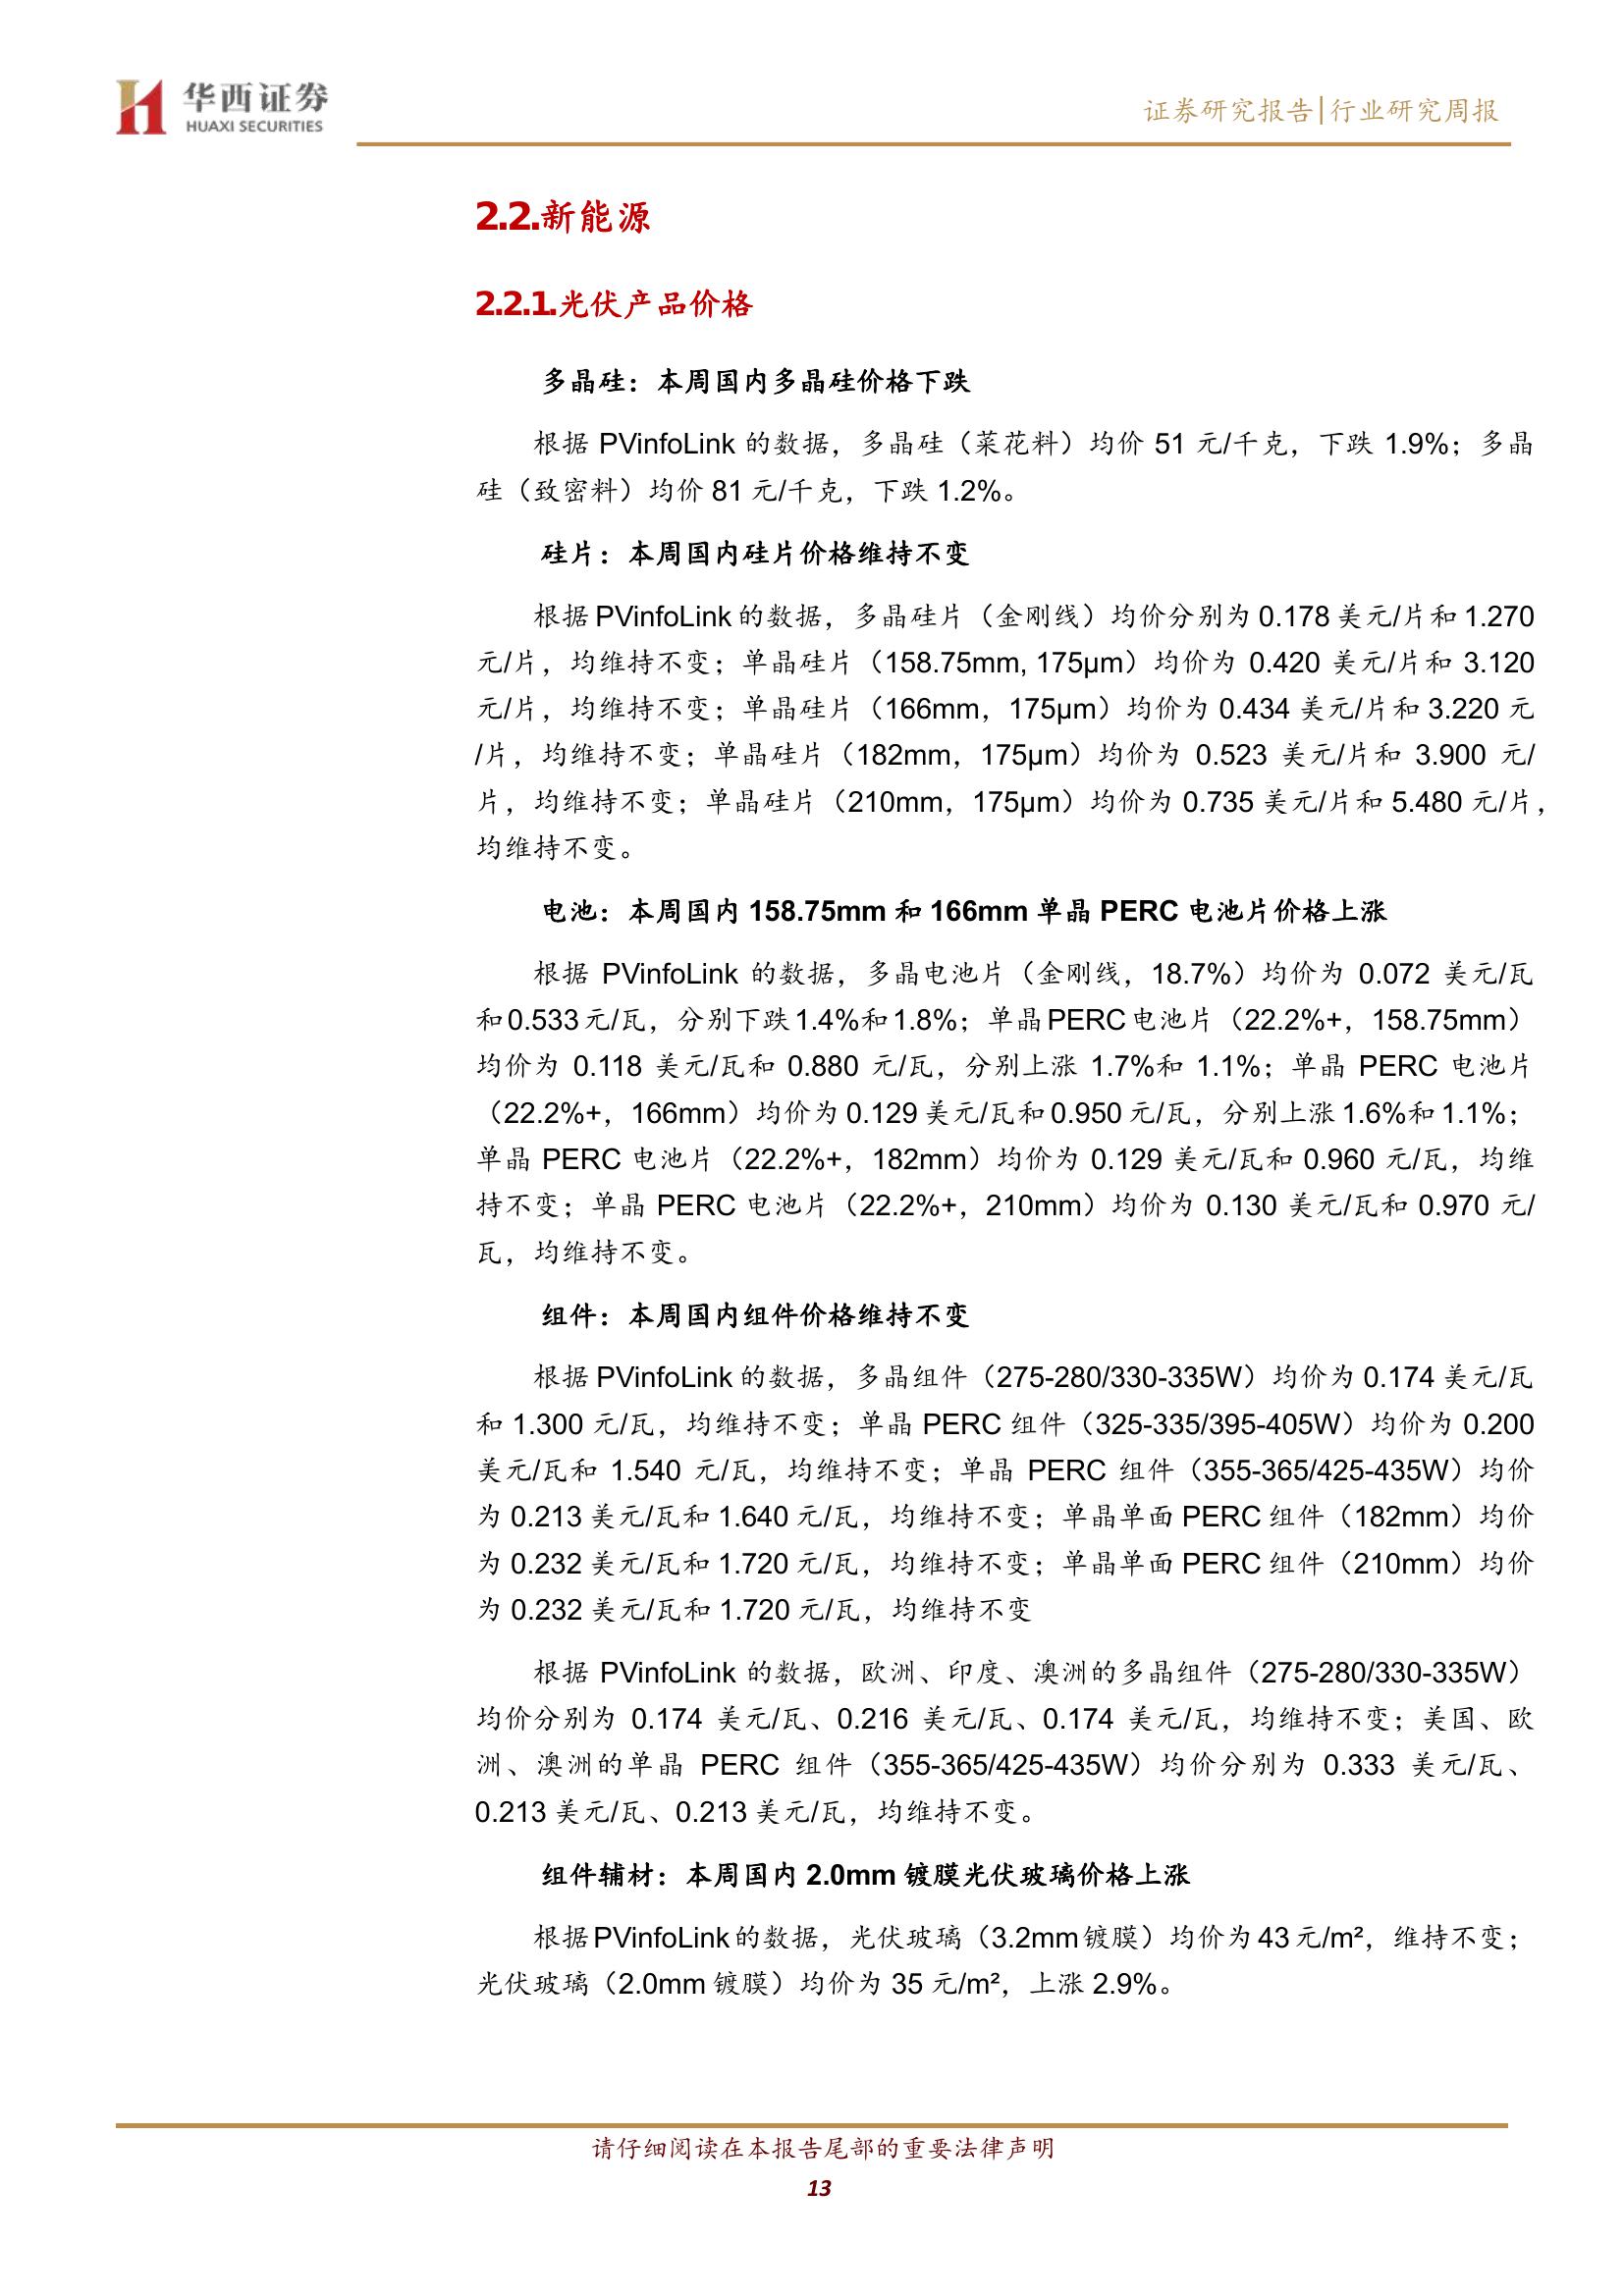 华西证券
HUAXI SECURITIES
证券研究报告|行业研究周报
2.2.新能源
2.2.1.光伏产品价格
多晶硅：本周国内多晶硅价格下跌
根据 PVinfoLink 的数据，多晶硅（菜花料）均价 51 元/千克，下跌 1.9%；多晶
硅（致密料）均价 81 元/千克，下跌 1.2%。
硅片：本周国内硅片价格维持不变
根据 PVinfoLink 的数据，多晶硅片（金刚线）均价分别为 0.178 美元/片和 1.270
元/片，均维持不变；单晶硅片（158.75mm, 175μm）均价为 0.420 美元/片和 3.120
元/片，均维持不变；单晶硅片（166mm，175μm）均价为 0.434 美元/片和 3.220 元
/片，均维持不变；单晶硅片（182mm，175μm）均价为 0.523 美元/片和 3.900 元/
片，均维持不变；单晶硅片（210mm，175μm）均价为 0.735 美元/片和 5.480 元/片，
均维持不变。
电池：本周国内 158.75mm 和 166mm 单晶 PERC 电池片价格上涨
根据 PVinfoLink 的数据，多晶电池片（金刚线，18.7%）均价为 0.072 美元/瓦
和 0.533 元/瓦，分别下跌 1.4%和 1.8%；单晶 PERC 电池片（22.2%+，158.75mm）
均价为 0.118 美元/瓦和 0.880 元/瓦，分别上涨 1.7%和 1.1%；单晶 PERC 电池片
（22.2%+，166mm）均价为 0.129 美元/瓦和 0.950 元/瓦，分别上涨 1.6%和 1.1%；
单晶 PERC 电池片（22.2%+，182mm）均价为 0.129 美元/瓦和 0.960 元/瓦，均维
持不变；单晶 PERC 电池片（22.2%+，210mm）均价为 0.130 美元/瓦和 0.970 元/
瓦，均维持不变。
组件：本周国内组件价格维持不变
根据 PVinfoLink 的数据，多晶组件（275-280/330-335W）均价为 0.174 美元/瓦
和 1.300 元/瓦，均维持不变；单晶 PERC 组件（325-335/395-405W）均价为 0.200
美元/瓦和 1.540 元/瓦，均维持不变；单晶 PERC 组件（355-365/425-435W）均价
为 0.213 美元/瓦和 1.640 元/瓦，均维持不变；单晶单面 PERC 组件（182mm）均价
为 0.232 美元/瓦和 1.720 元/瓦，均维持不变；单晶单面 PERC 组件（210mm）均价
为 0.232 美元/瓦和 1.720 元/瓦，均维持不变
根据 PVinfoLink 的数据，欧洲、印度、澳洲的多晶组件（275-280/330-335W）
均价分别为 0.174 美元/瓦、0.216 美元/瓦、0.174 美元/瓦，均维持不变；美国、欧
洲、澳洲的单晶 PERC 组件（355-365/425-435W）均价分别为 0.333 美元/瓦、
0.213 美元/瓦、0.213 美元/瓦，均维持不变。
组件辅材：本周国内 2.0mm 镀膜光伏玻璃价格上涨
根据 PVinfoLink 的数据，光伏玻璃（3.2mm 镀膜）均价为 43 元/m²，维持不变；
光伏玻璃（2.0mm 镀膜）均价为 35 元/m²，上涨 2.9%。
请仔细阅读在本报告尾部的重要法律声明
13